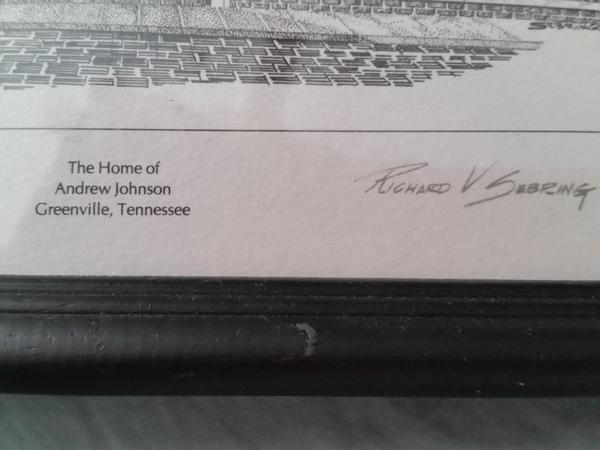 The Home of
Andrew Johnson
Greenville, Tennessee
Richard V Sebring